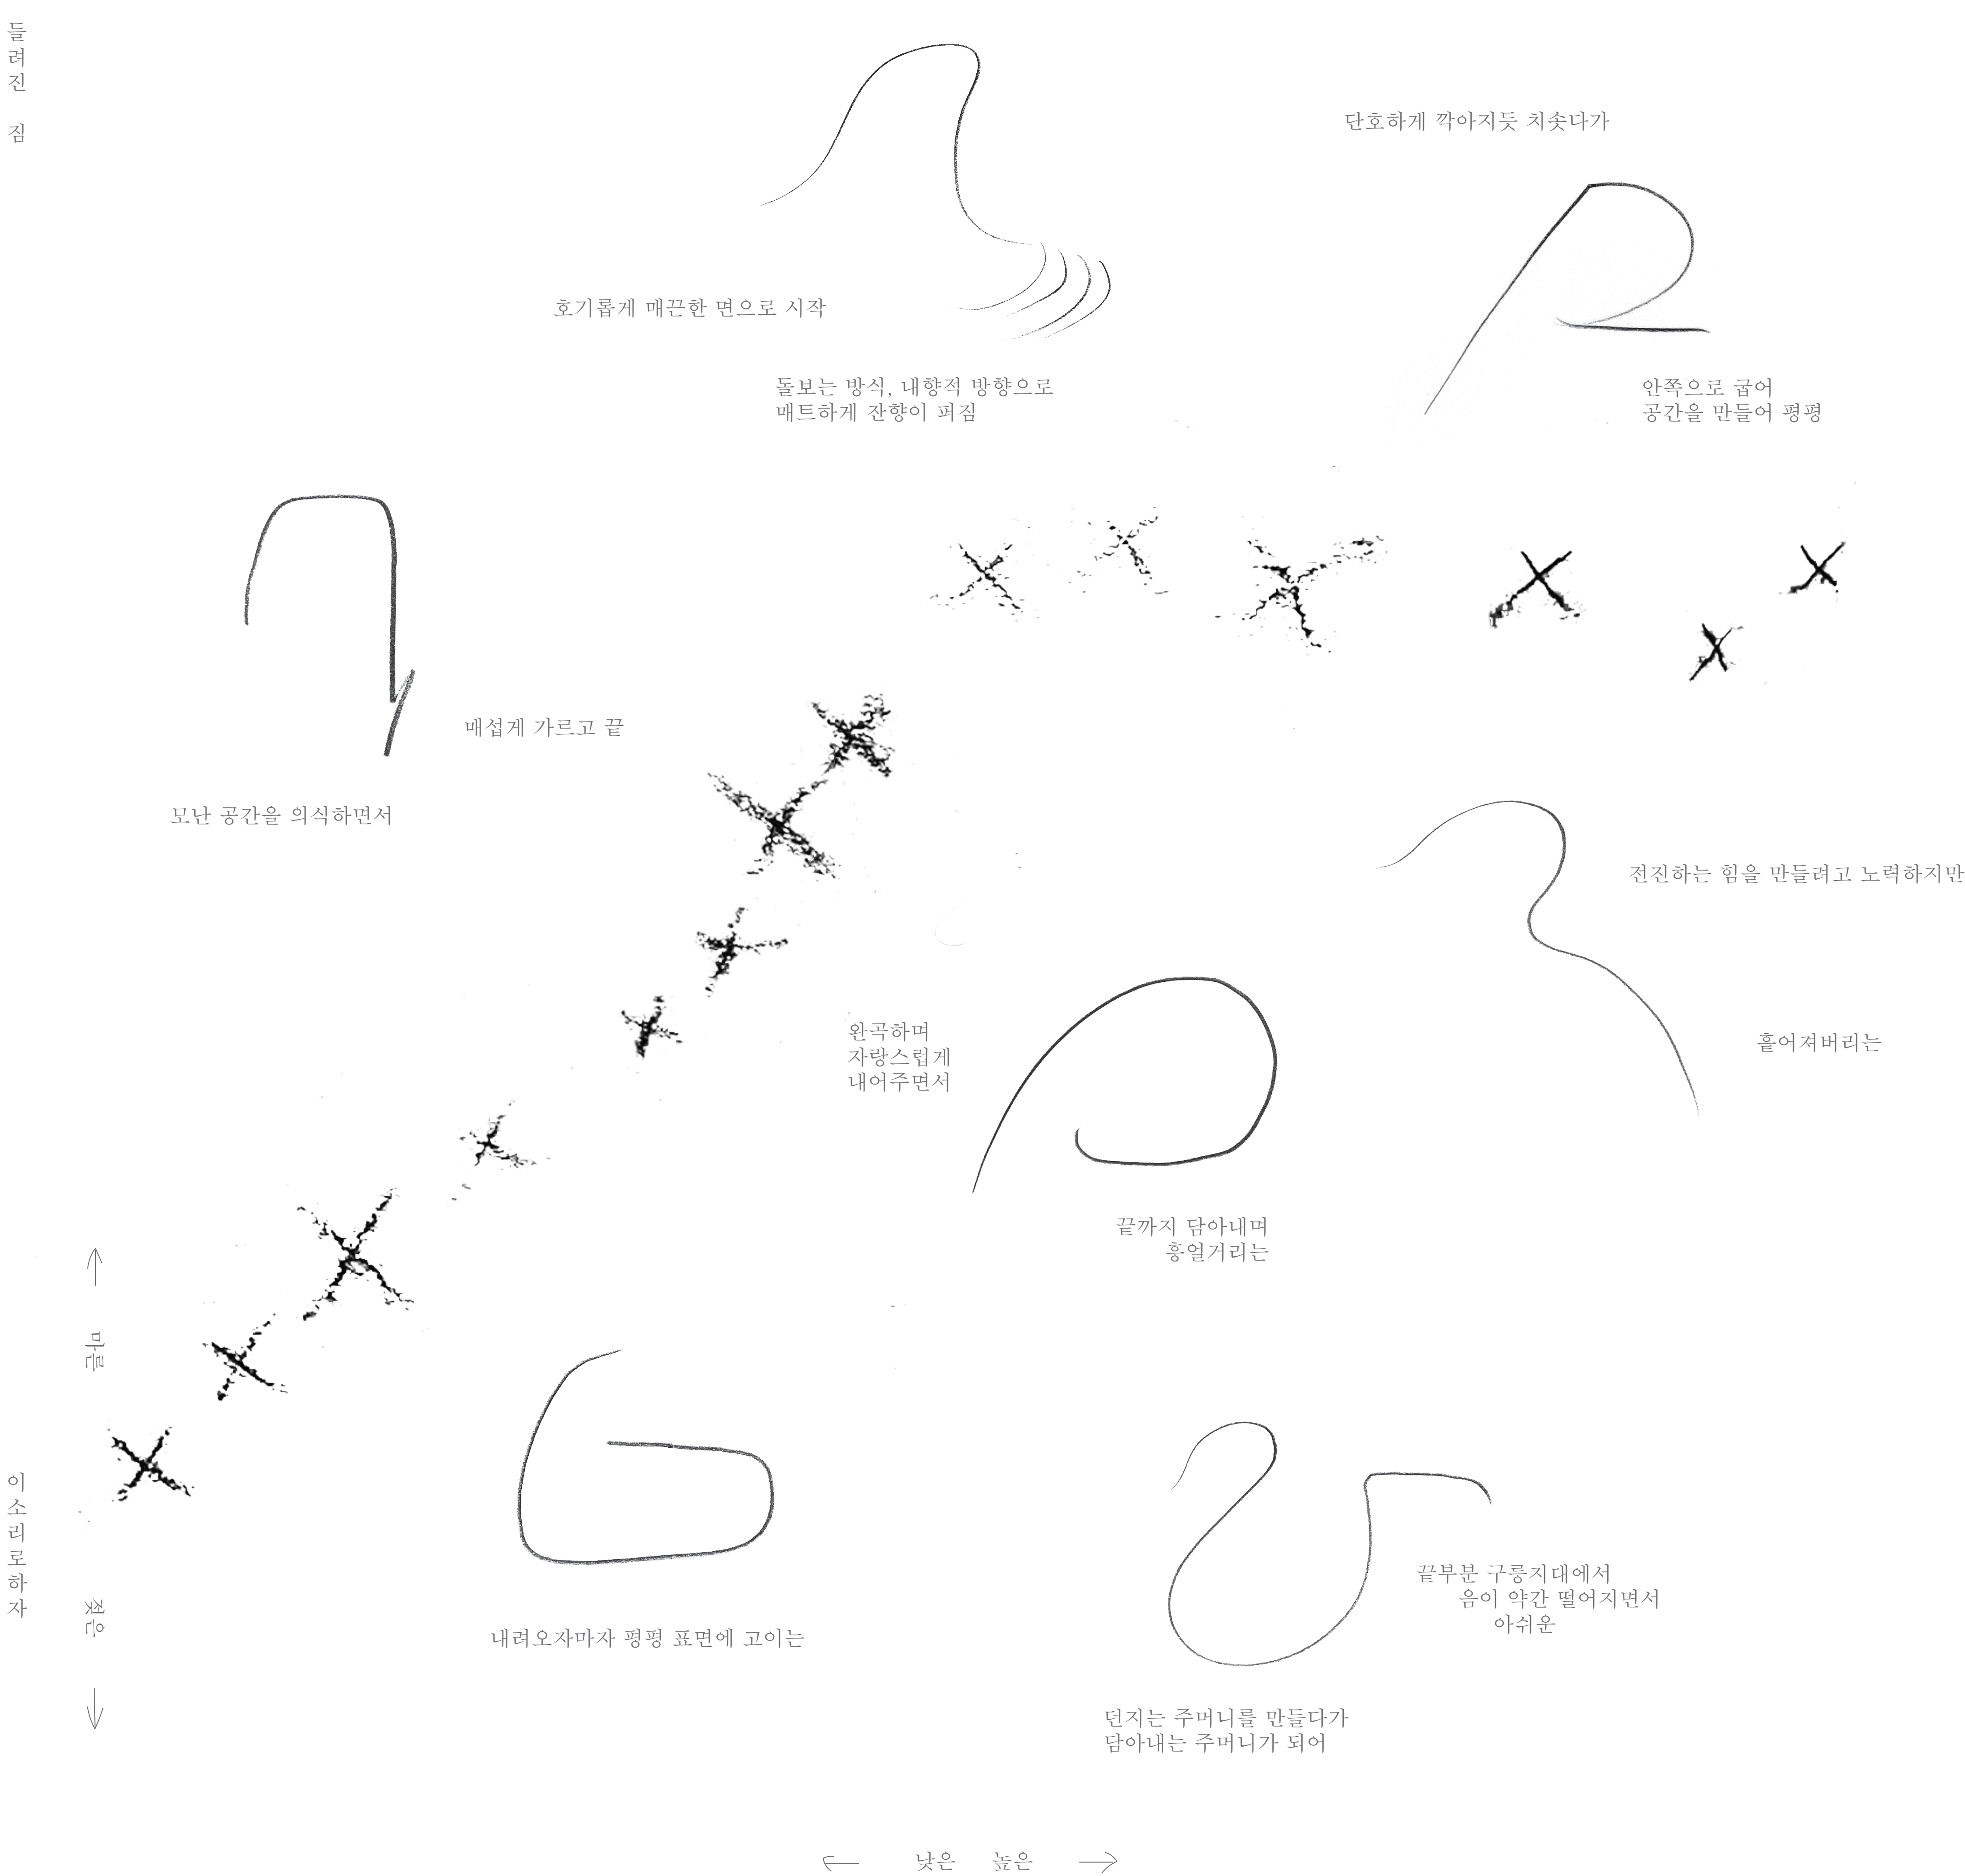 들려진 짐
단호하게 깍아지듯 치솟다가
호기롭게 매끈한 면으로 시작
돌보는 방식, 내향적 방향으로
매트하게 잔향이 퍼짐
안쪽으로 굽어
공간을 만들어 평평
매섭게 가르고 끝
모난 공간을 의식하면서
전진하는 힘을 만들려고 노력하지만
흩어져버리는
완곡하며
자랑스럽게
내어주면서
끝까지 담아내며
흥얼거리는
마른
이소리로하자
젖은
내려오자마자 평평 표면에 고이는
끝부분 구릉지대에서
음이 약간 떨어지면서
아쉬운
던지는 주머니를 만들다가
담아내는 주머니가 되어
낮은 높은